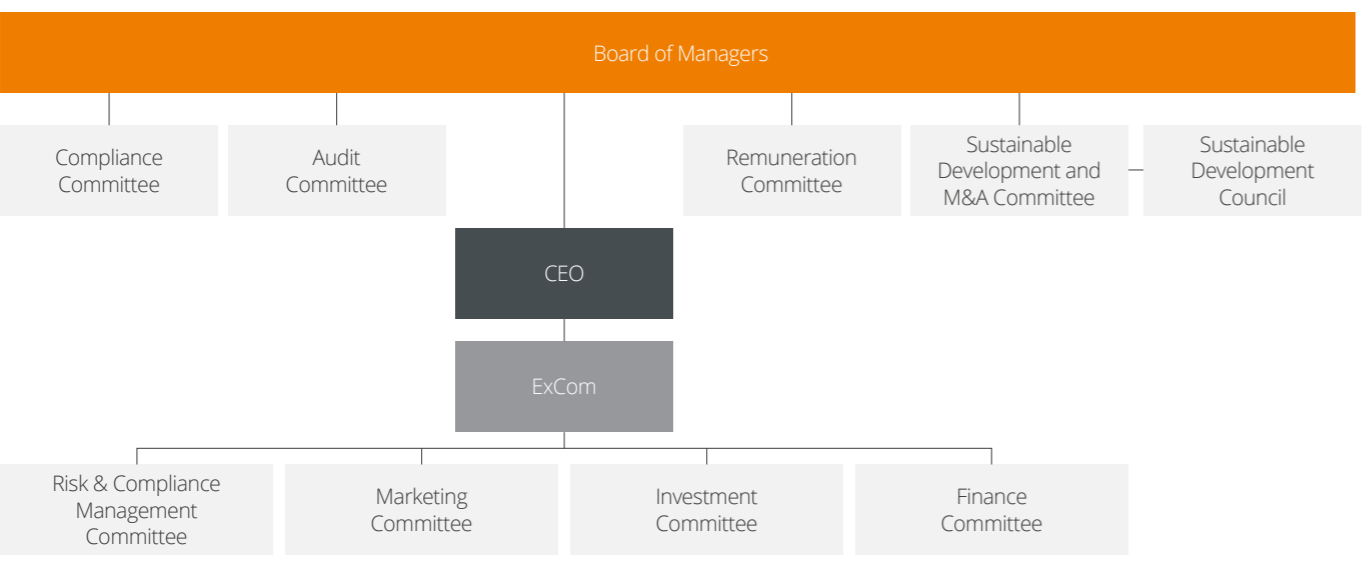 Board of Managers
Compliance
Committee
Audit
Committee
Remuneration
Committee
Sustainable
Development and
M&A Committee
Sustainable
Development
Council
CEO
ExCom
Risk & Compliance
Management
Committee
Marketing
Committee
Investment
Committee
Finance
Committee